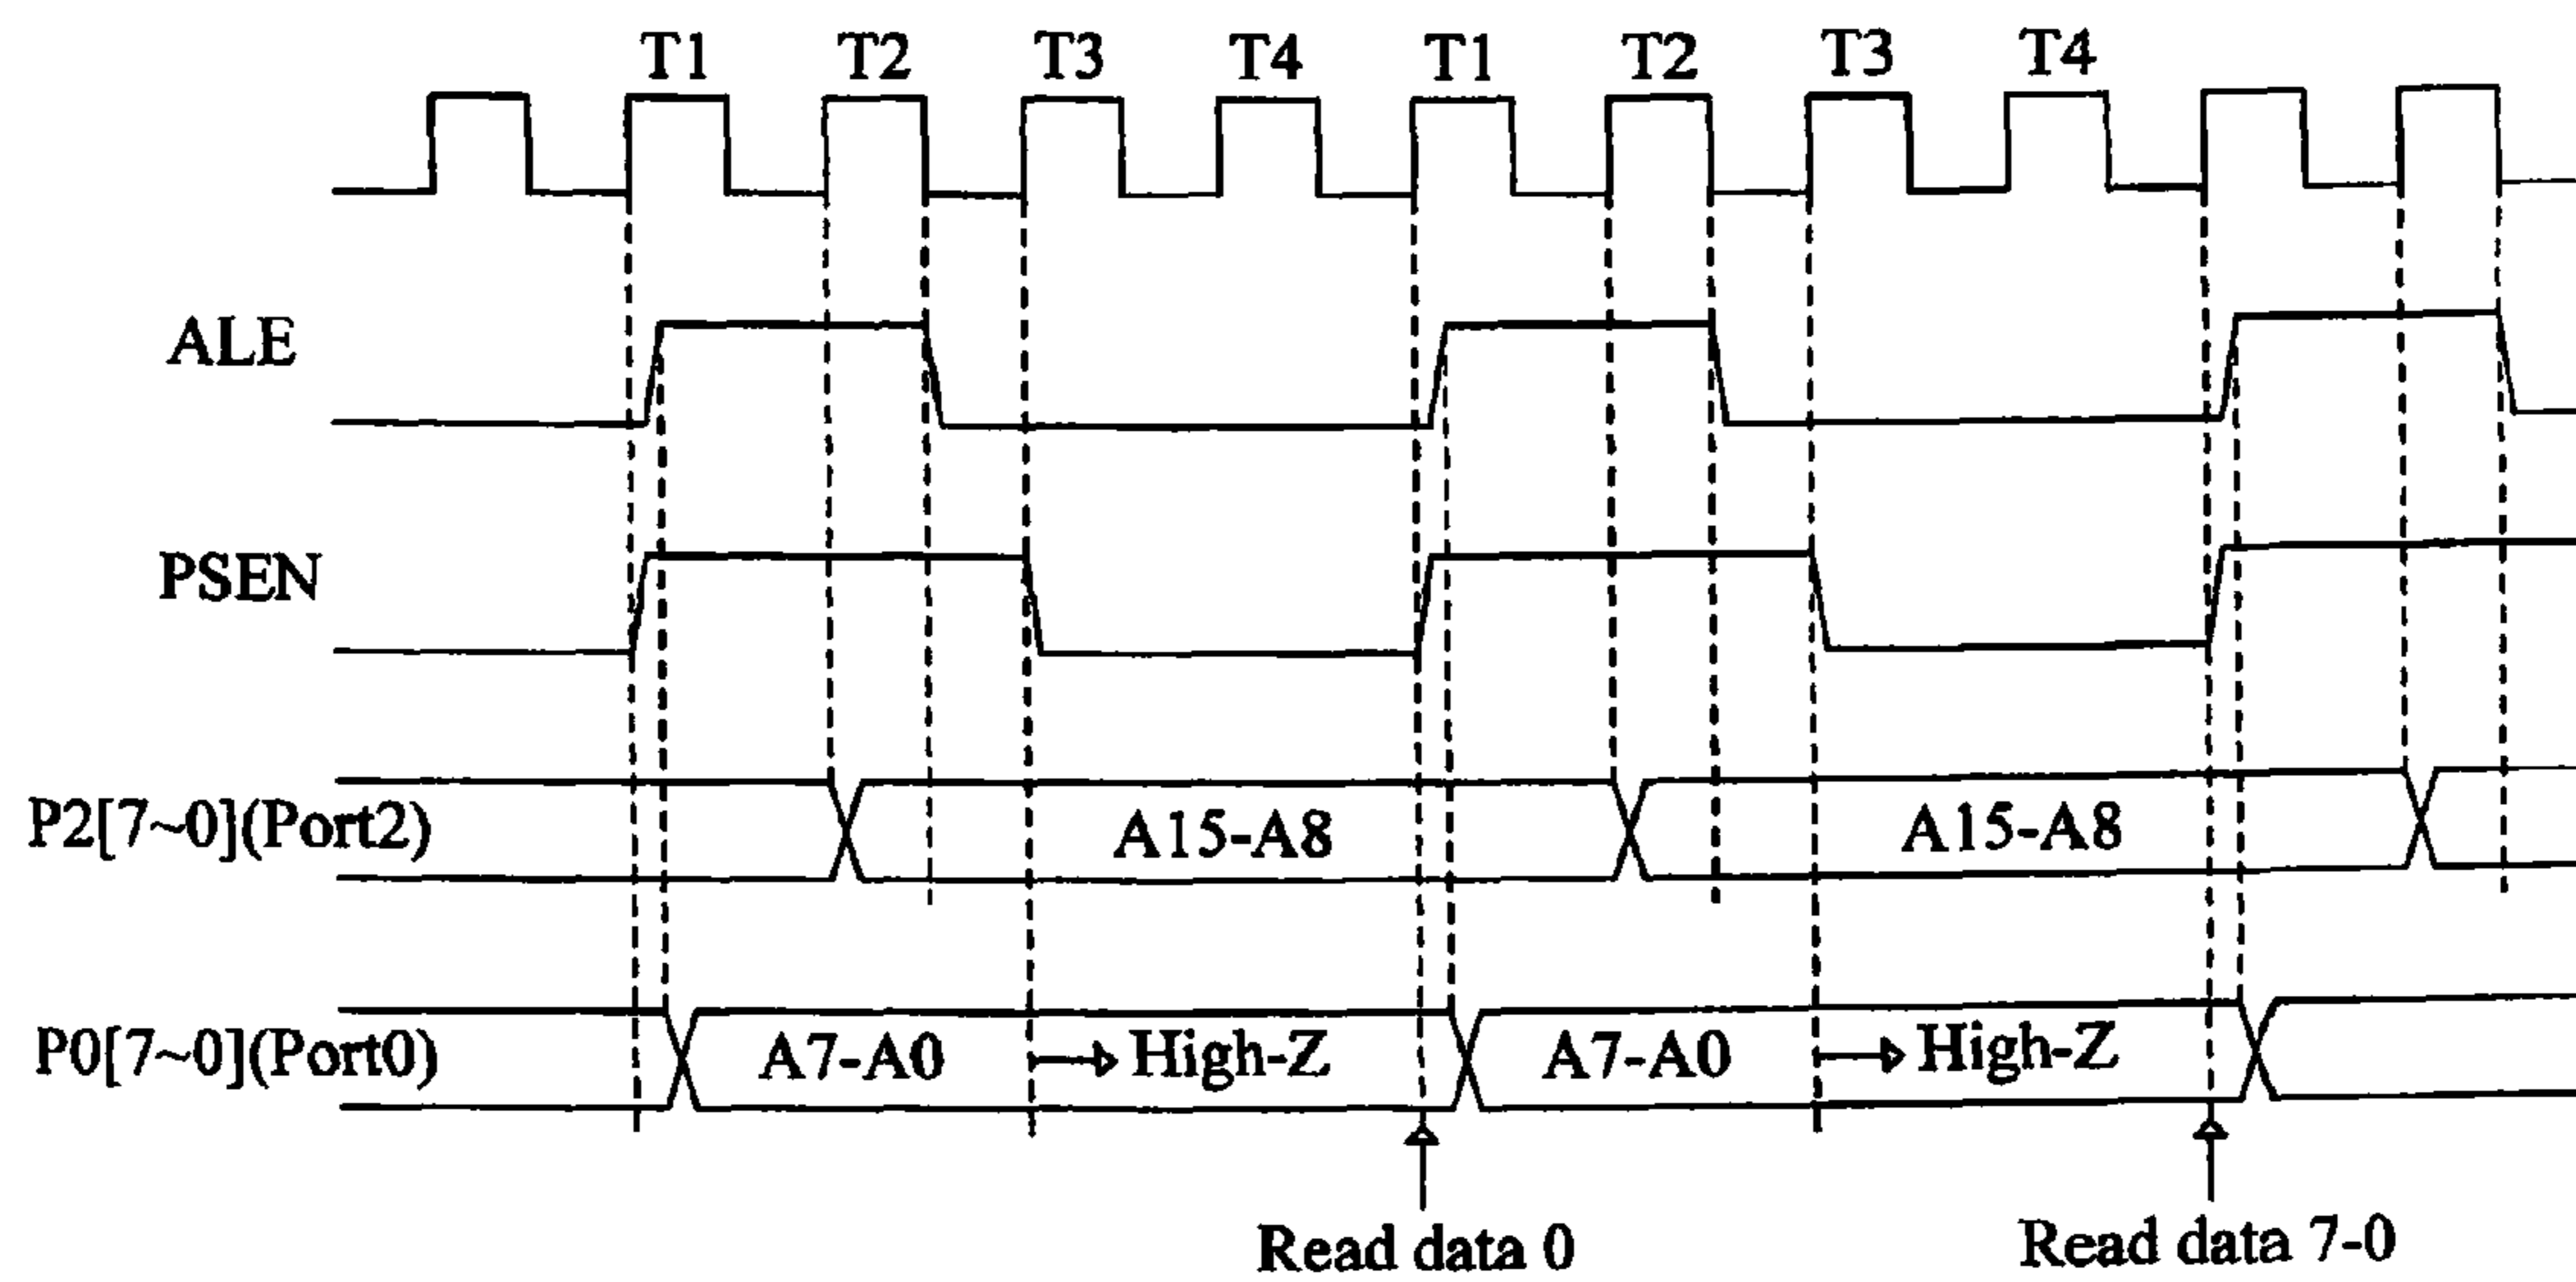 T1 T2 T3 T4 T1 T2 T3 T4
ALE
PSEN
P2[7~0](Port2) A15-A8 A15-A8
P0[7~0](Port0) A7-A0 High-Z A7-A0 High-Z
Read data 0 Read data 7-0